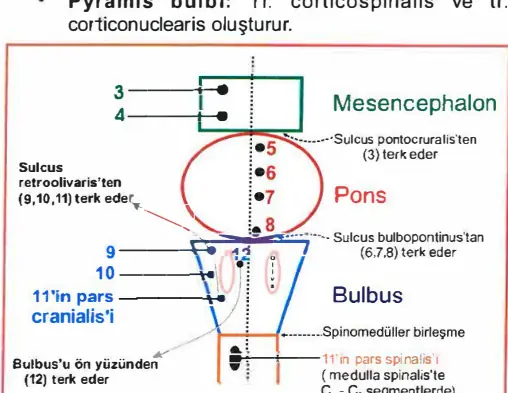 • Pyramis bulbi: Tr. corticospinalis ve tr.
corticonuclearis oluşturur.
3
4
Mesencephalon
Sulcus pontocruralis'ten
(3) terk eder
5
6
7
8
Pons
Sulcus
retroolivaris'ten
(9,10,11) terk eder
Sulcus bulbopontinus'tan
(6,7,8) terk eder
9
10
11'in pars
cranialis'i
12
Oliva
Bulbus
Spinomedüller birleşme
11'in pars spinalis'i
(medulla spinalis'te
segmentlerde)
Bulbus'u ön yüzünden
(12) terk eder